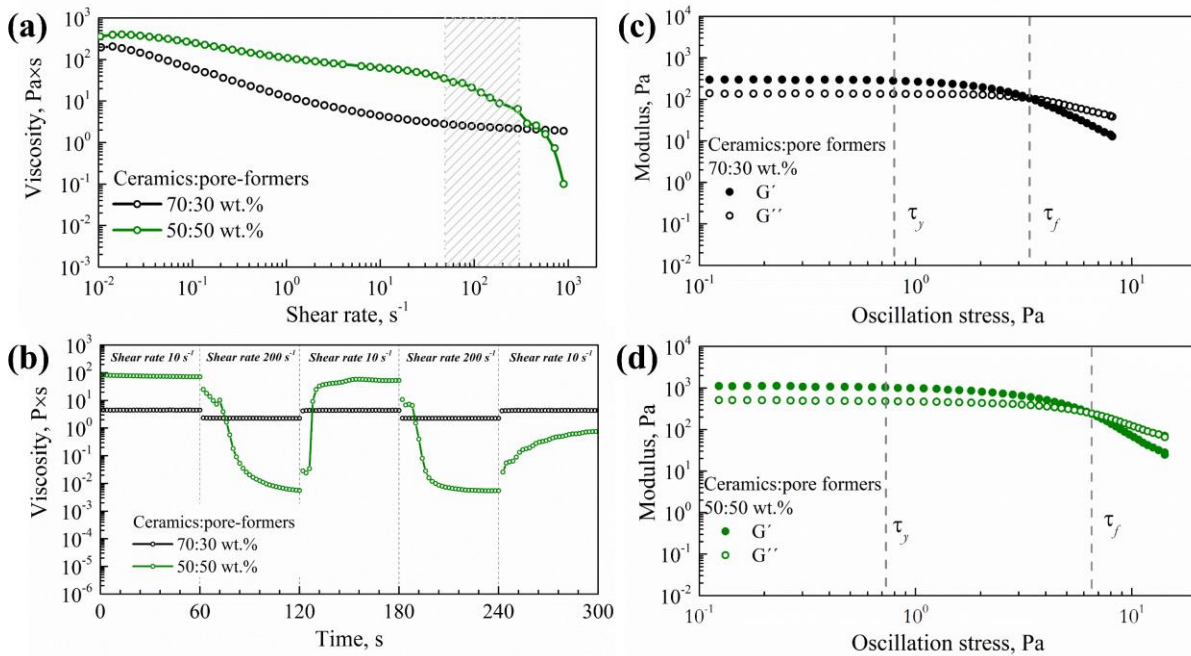 (a)
10³
10²
10¹
10⁰
10⁻¹
10⁻²
10⁻³
Viscosity, Pa×s
Ceramics:pore-formers
70:30 wt.%
50:50 wt.%
10⁻² 10⁻¹ 10⁰ 10¹ 10² 10³
Shear rate, s⁻¹
(b)
10³
10²
10¹
10⁰
10⁻¹
10⁻²
10⁻³
10⁻⁴
10⁻⁵
10⁻⁶
Viscosity, P×s
Shear rate 10 s⁻¹ Shear rate 200 s⁻¹ Shear rate 10 s⁻¹ Shear rate 200 s⁻¹ Shear rate 10 s⁻¹
Ceramics:pore-formers
70:30 wt.%
50:50 wt.%
0 60 120 180 240 300
Time, s
(c)
10⁴
10³
10²
10¹
10⁰
10⁻¹
10⁻²
Modulus, Pa
Ceramics:pore formers
70:30 wt.%
G´
G´´
τy
τf
10⁻¹ 10⁰ 10¹
Oscillation stress, Pa
(d)
10⁴
10³
10²
10¹
10⁰
10⁻¹
10⁻²
Modulus, Pa
Ceramics:pore formers
50:50 wt.%
G´
G´´
τy
τf
10⁻¹ 10⁰ 10¹
Oscillation stress, Pa